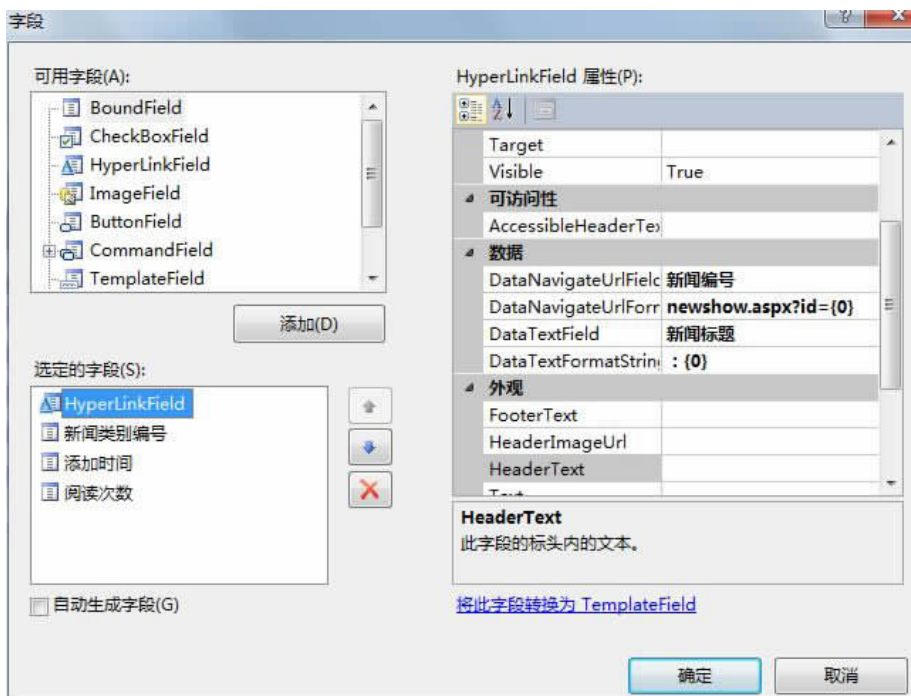 字段
可用字段(A):
BoundField
CheckBoxField
HyperLinkField
ImageField
ButtonField
CommandField
TemplateField
添加(D)
选定的字段(S):
HyperLinkField
新闻类别编号
添加时间
阅读次数
自动生成字段(G)
HyperLinkField 属性(P):
Target
Visible True
可访问性
AccessibleHeaderTex
数据
DataNavigateUrlFielc 新闻编号
DataNavigateUrlForr newshow.aspx?id={0}
DataTextField 新闻标题
DataTextFormatString :{0}
外观
FooterText
HeaderImageUrl
HeaderText
Text
HeaderText
此字段的标头内的文本。
将此字段转换为 TemplateField
确定
取消